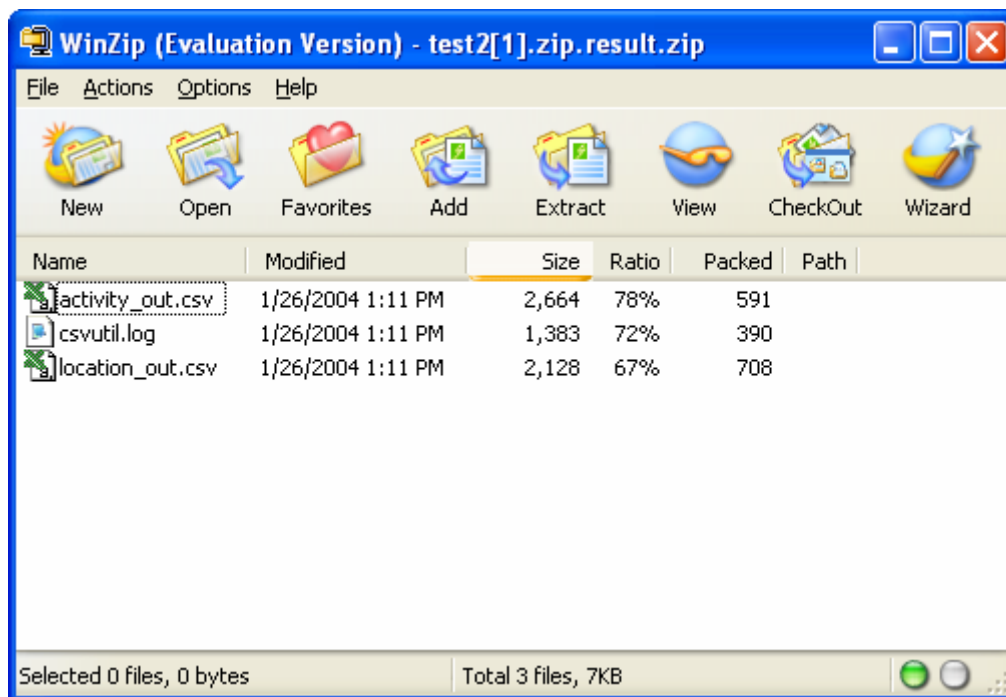 WinZip (Evaluation Version) - test2[1].zip.result.zip
File Actions Options Help
New Open Favorites Add Extract View CheckOut Wizard
Name Modified Size Ratio Packed Path
activity_out.csv 1/26/2004 1:11 PM 2,664 78% 591
csvutil.log 1/26/2004 1:11 PM 1,383 72% 390
location_out.csv 1/26/2004 1:11 PM 2,128 67% 708
Selected 0 files, 0 bytes Total 3 files, 7KB